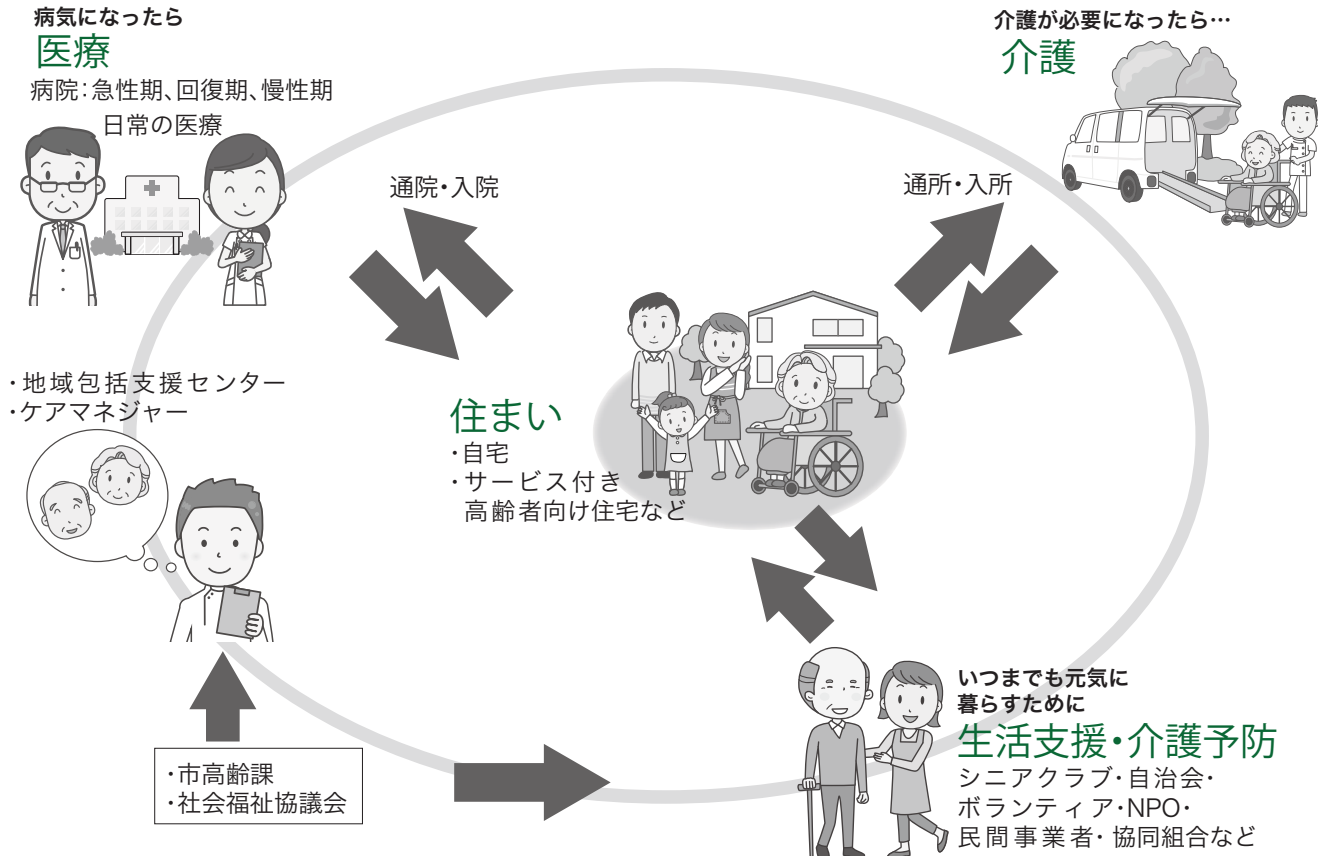 病気になったら
医療
病院：急性期、回復期、慢性期
日常の医療
介護が必要になったら…
介護
通院・入院
通所・入所
・地域包括支援センター
・ケアマネジャー
住まい
・自宅
・サービス付き
高齢者向け住宅など
いつまでも元気に
暮らすために
生活支援・介護予防
シニアクラブ・自治会・
ボランティア・NPO・
民間事業者・協同組合など
・市高齢課
・社会福祉協議会